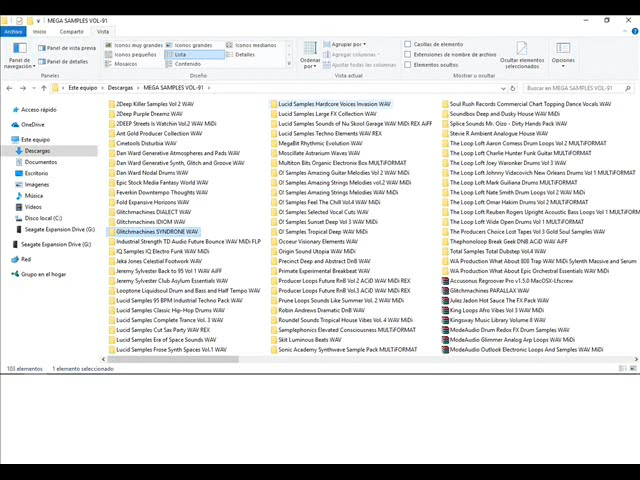 MEGA SAMPLES VOL-91
Archivo Inicio Compartir Vista
Panel de navegación
Panel de vista previa
Panel de detalles
Iconos muy grandes Iconos grandes Iconos medianos
Iconos pequeños Lista Detalles
Mosaicos Contenido
Ordenar por
Agrupar por
Agregar columnas
Ajustar todas las columnas
Casillas de elemento
Extensiones de nombre de archivo
Elementos ocultos
Ocultar elementos seleccionados
Opciones
Diseño
Vista actual
Este equipo > Descargas > MEGA SAMPLES VOL-91 >
Buscar en MEGA SAMPLES VOL-91
Acceso rápido
OneDrive
Este equipo
Descargas
Documentos
Escritorio
Imágenes
Música
Vídeos
Disco local (C:)
Seagate Expansion Drive (G:)
Seagate Expansion Drive (G:)
Red
Grupo en el hogar
2Deep Killer Samples Vol 2 WAV
2Deep Purple Dreamz WAV
2DEEP Streets Is Watchin Vol.2 WAV MiDi
Ant Gold Producer Collection WAV
Cinetools Disturbia WAV
Dan Ward Generative Atmospheres and Pads WAV
Dan Ward Generative Synth, Glitch and Groove WAV
Dan Ward Nodal Drums WAV
Epic Stock Media Fantasy World WAV
Feverkin Downtempo Thoughts WAV
Fold Expansive Horizons WAV
Glitchmachines DIALECT WAV
Glitchmachines IDIOM WAV
Glitchmachines SYNDRONE WAV
Industrial Strength TD Audio Future Bounce WAV MiDi FLP
IQ Samples IQ Electro Funk WAV MiDi
Jeka Jones Celestial Footwork WAV
Jeremy Sylvester Back to 95 Vol 1 WAV AiFF
Jeremy Sylvester Club Asylum Essentials WAV
Looptone Liquidsoul Drum and Bass and Half Tempo WAV
Lucid Samples 95 BPM Industrial Techno Pack WAV
Lucid Samples Classic Hip-Hop Drums WAV
Lucid Samples Complete Trance Vol. 3 WAV
Lucid Samples Cut Sax Party WAV REX
Lucid Samples Era of Space Sounds WAV
Lucid Samples Frose Synth Spices Vol.1 WAV
Lucid Samples Hardcore Voices Invasion WAV
Lucid Samples Large FX Collection WAV
Lucid Samples Sounds of Nu Skool Garage WAV MiDi REX AiFF
Lucid Samples Techno Elements WAV REX
MegaBit Rhythmic Evolution WAV
Moscillate Astrarium Waves WAV
Multiton Bits Organic Electronic Box MULTiFORMAT
O! Samples Amazing Guitar Melodies vol 2 WAV MiDi
O! Samples Amazing Strings Melodies vol.2 WAV MiDi
O! Samples Amazing Strings Melodies WAV MiDi
O! Samples Feel The Chill Vol.4 WAV MiDi
O! Samples Selected Vocal Cuts WAV
O! Samples Sunset Deep Vol 3 WAV MiDi
O! Samples Tropical Deep WAV MiDi
Oceueur Visionary Elements WAV
Origin Sound Utopia WAV MiDi
Precinct Deep and Abstract DnB WAV
Primate Experimental Breakbeat WAV
Producer Loops Future RnB Vol 2 ACiD WAV MiDi REX
Producer Loops Future RnB Vol.3 ACiD WAV MiDi REX
Prune Loops Sounds Like Summer Vol. 2 WAV MiDi
Robin Andrews Dramatic DnB WAV
Roundel Sounds Tropical House Vibes Vol. 4 WAV MiDi
Samplephonics Elevated Consciousness MULTiFORMAT
Skit Luminous Beats WAV
Sonic Academy Synthwave Sample Pack MULTiFORMAT
Soul Rush Records Commercial Chart Topping Dance Vocals WAV
Soundbox Deep and Dusky House WAV MiDi
Splice Sounds Mr. Oizo - Dirty Hands Pack WAV
Stevie R Ambient Analogue House WAV
The Loop Loft Aaron Comess Drum Loops Vol 2 MULTiFORMAT
The Loop Loft Charlie Hunter Funk Guitar MULTiFORMAT
The Loop Loft Joey Waronker Drums Vol 3 WAV
The Loop Loft Johnny Vidacovich New Orleans Drums Vol 1 MULTiFORMAT
The Loop Loft Mark Guiliana Drums MULTiFORMAT
The Loop Loft Nate Smith Drum Loops Vol 2 WAV MiDi
The Loop Loft Omar Hakim Drums Vol 2 MULTiFORMAT
The Loop Loft Reuben Rogers Upright Acoustic Bass Loops Vol 1 MULTiFORM
The Loop Loft Wide Open Drums Vol 1 MULTiFORMAT
The Producers Choice Lost Tapes Vol 3 Gold Soul Samples WAV
Thephonoloop Break Geek DNB ACiD WAV AiFF
Total Samples Total Dubstep Vol.4 WAV
WA Production What About 808 Trap WAV MiDi Sylenth Massive and Serum
WA Production What About Epic Orchestral Essentials WAV MiDi
Accusonus Regroover Pro v1.5.0 MacOSX-Lfscrew
Glitchmachines PARALLAX WAV
Julez Jadon Hot Sauce The FX Pack WAV
King Loops Afro Vibes Vol 3 WAV MiDi
Kingsway Music Library Volume 8 WAV
ModeAudio Drum Redox FX Drum Samples WAV
ModeAudio Glimmer Analog Arp Loops WAV MiDi
ModeAudio Outlook Electronic Loops And Samples WAV MiDi
103 elementos 1 elemento seleccionado